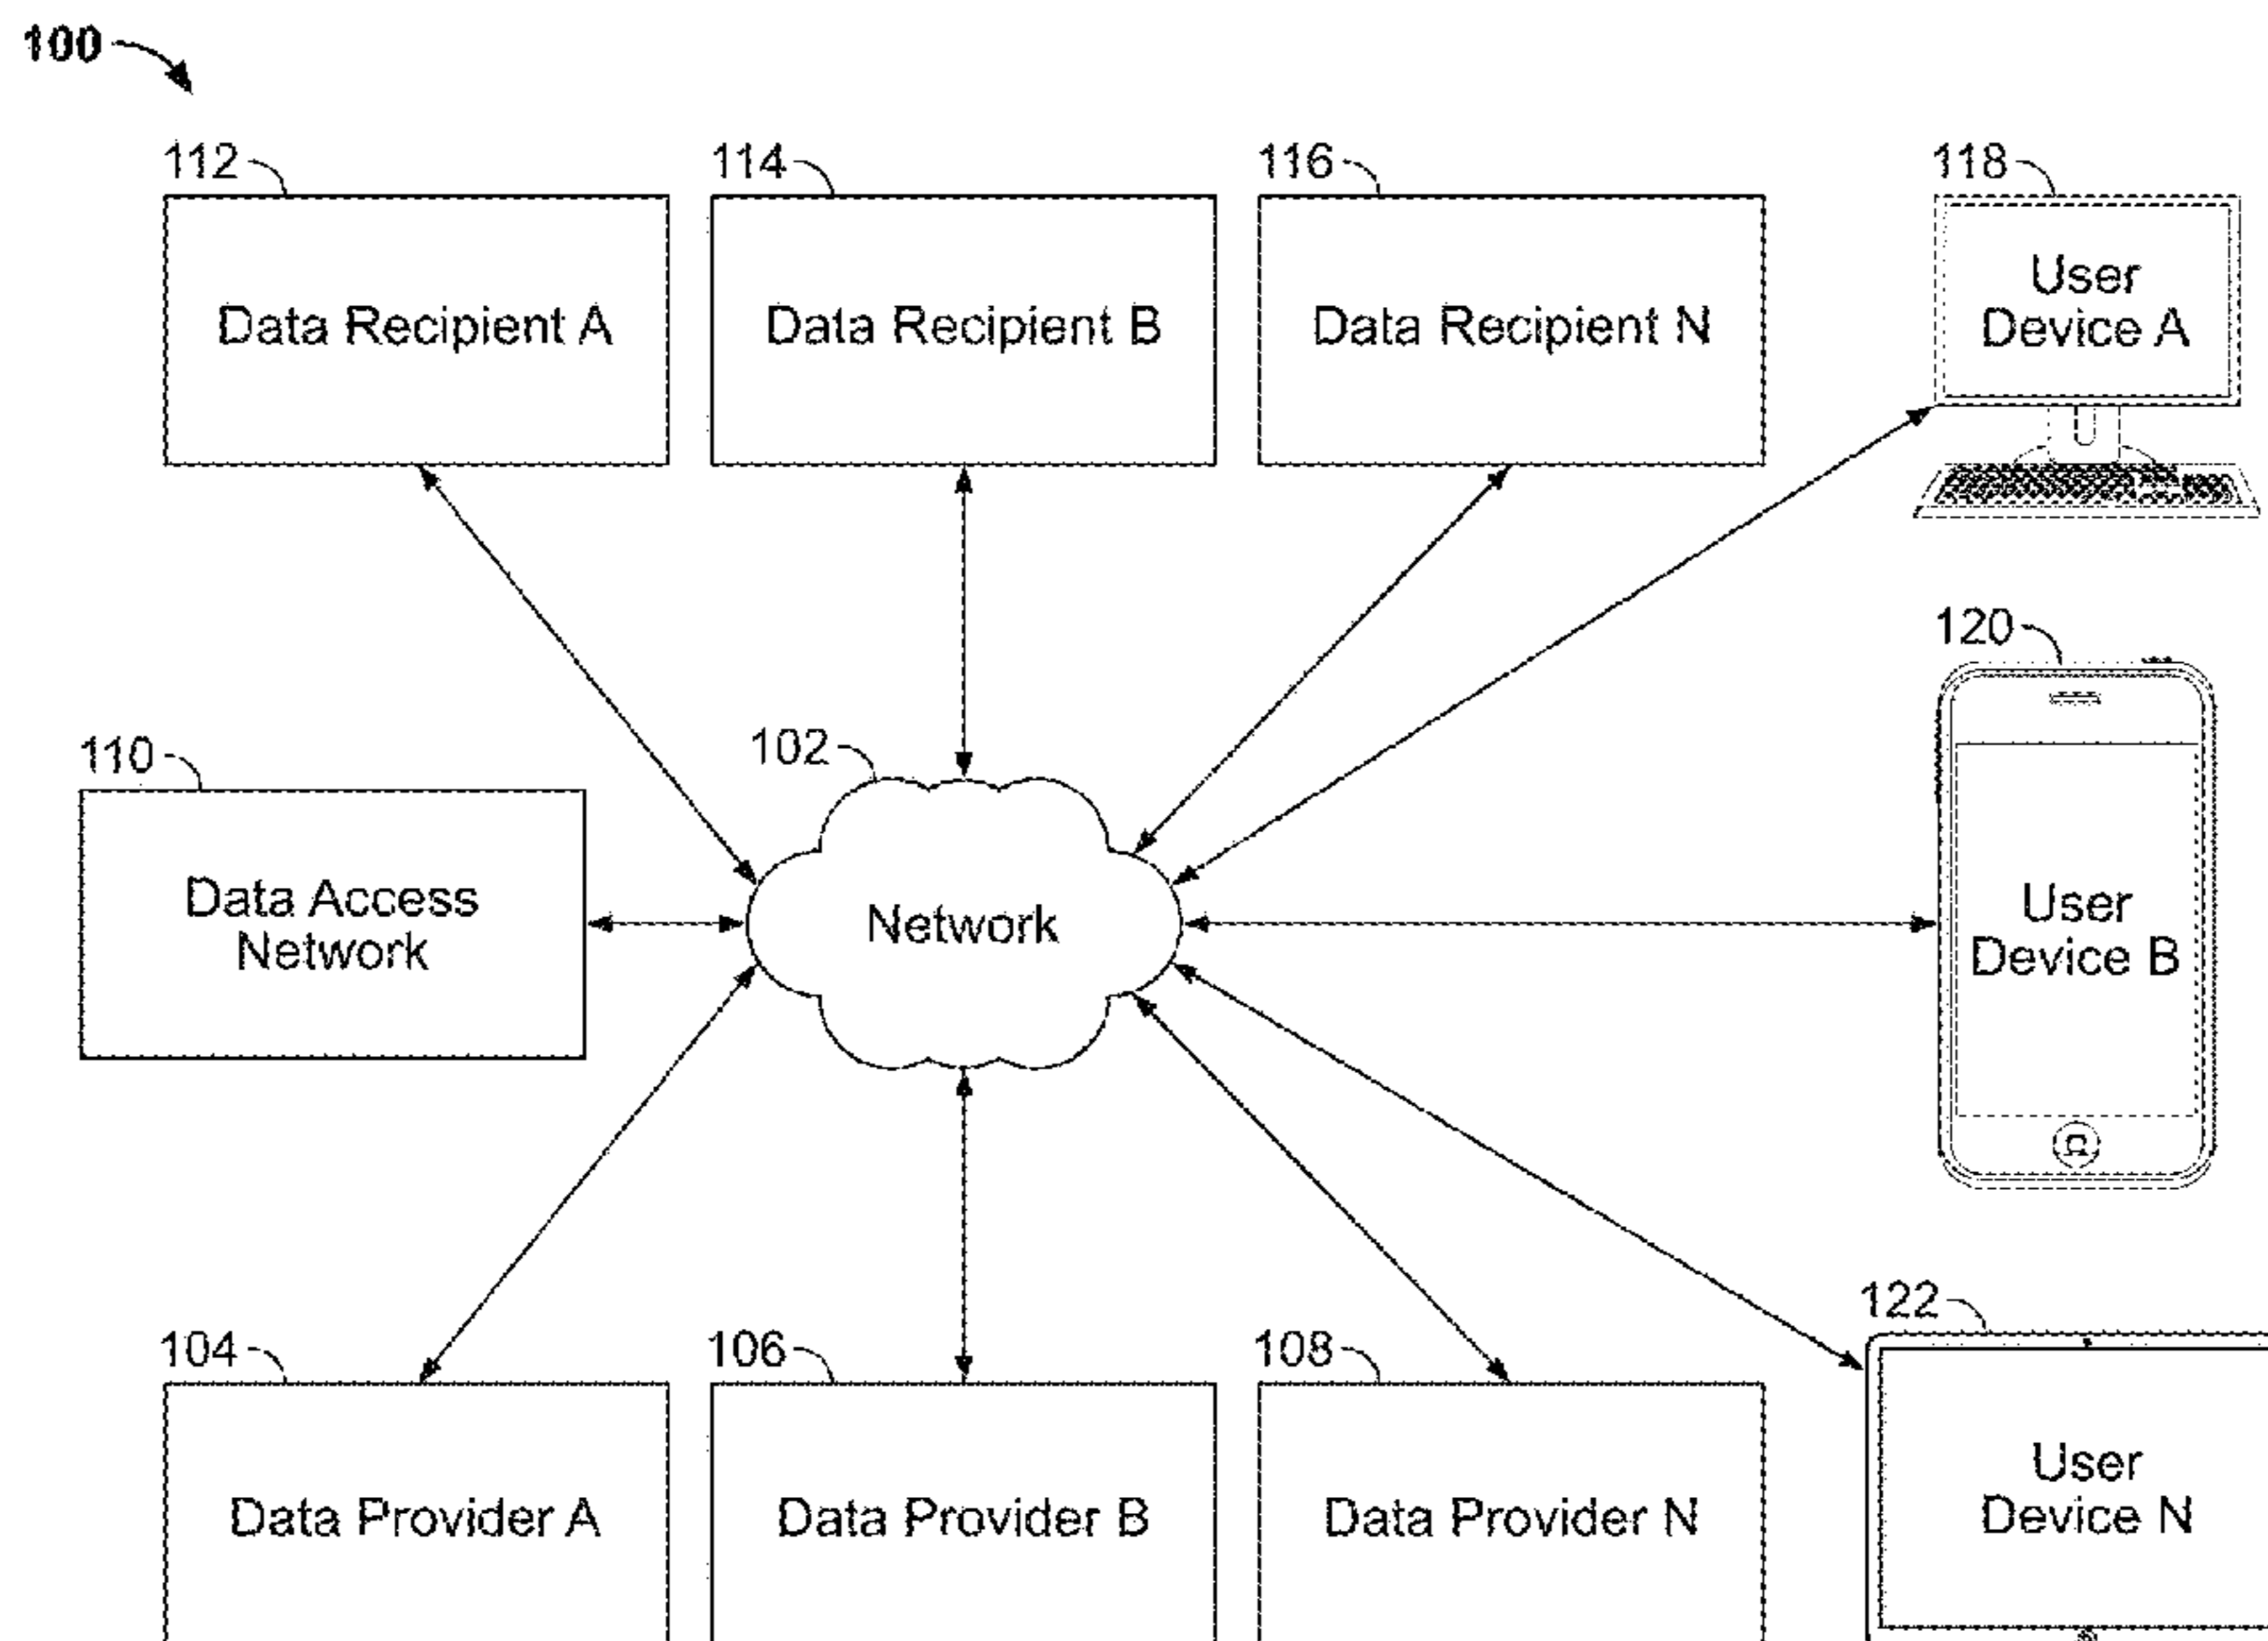 100
112
114
116
118
Data Recipient A
Data Recipient B
Data Recipient N
User
Device A
120
110
102
Data Access
Network
Network
User
Device B
104
106
108
122
Data Provider A
Data Provider B
Data Provider N
User
Device N